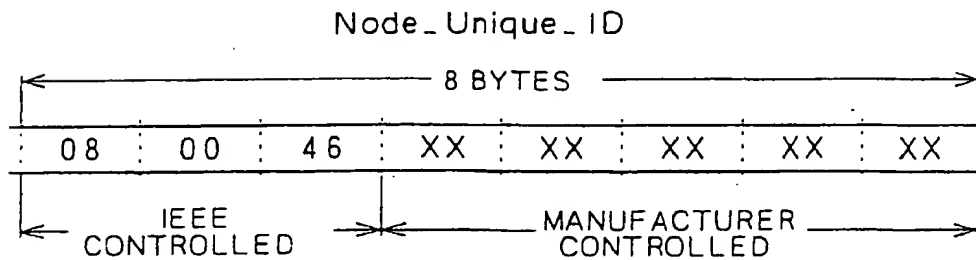 Node_Unique_ID
8 BYTES
08 00 46 XX XX XX XX XX
IEEE
CONTROLLED
MANUFACTURER
CONTROLLED